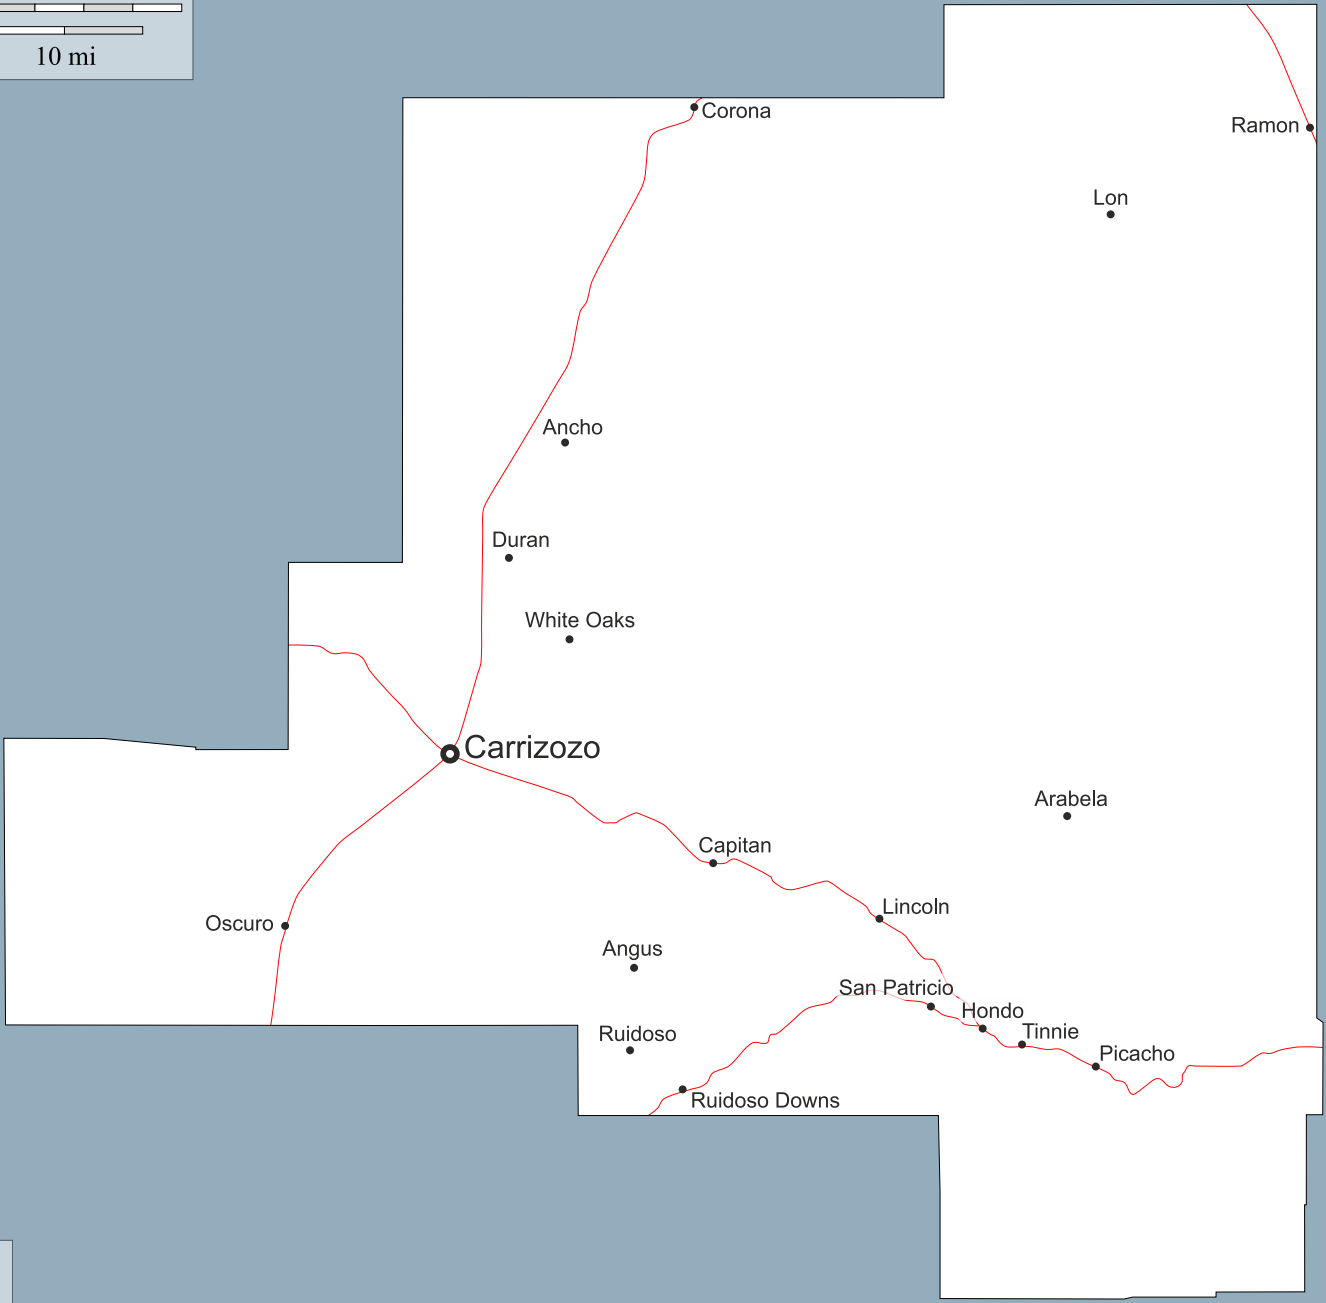 10 mi
Corona
Ramon
Lon
Ancho
Duran
White Oaks
Carrizozo
Arabela
Capitan
Lincoln
Oscuro
Angus
San Patricio
Hondo
Tinnie
Ruidoso
Picacho
Ruidoso Downs